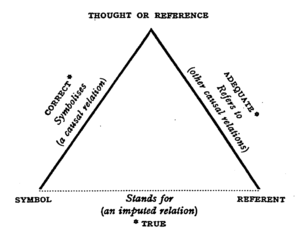 THOUGHT OR REFERENCE
CORRECT*
Symbolises
(a causal relation)
ADEQUATE*
Refers to
(other causal relations)
SYMBOL
Stands for
REFERENT
(an imputed relation)
* TRUE